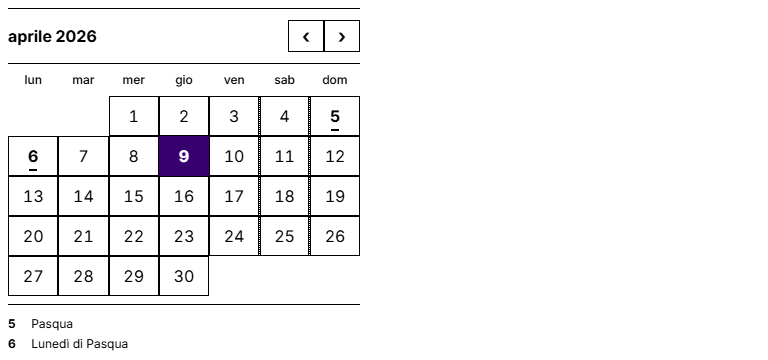 aprile 2026 ‹ ›
lun mar mer gio ven sab dom
1 2 3 4 5
6 7 8 9 10 11 12
13 14 15 16 17 18 19
20 21 22 23 24 25 26
27 28 29 30
5 Pasqua
6 Lunedì di Pasqua